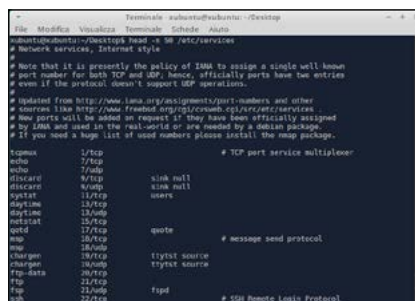 Terminale - xubuntu@xubuntu: ~/Desktop
File Modifica Visualizza Terminale Schede Aiuto
xubuntu@xubuntu:~/Desktop$ head -n 50 /etc/services
# Network services, Internet style
#
# Note that it is presently the policy of IANA to assign a single well-known
# port number for both TCP and UDP; hence, officially ports have two entries
# even if the protocol doesn't support UDP operations.
#
# Updated from http://www.iana.org/assignments/port-numbers and other
# sources like http://www.freebsd.org/cgi/cvsweb.cgi/src/etc/services .
# New ports will be added on request if they have been officially assigned
# by IANA and used in the real-world or are needed by a debian package.
# If you need a huge list of used numbers please install the nmap package.
tcpmux 1/tcp # TCP port service multiplexer
echo 7/tcp
echo 7/udp
discard 9/tcp sink null
discard 9/udp sink null
systat 11/tcp users
daytime 13/tcp
daytime 13/udp
netstat 15/tcp
qotd 17/tcp quote
msp 18/tcp # message send protocol
msp 18/udp
chargen 19/tcp ttytst source
chargen 19/udp ttytst source
ftp-data 20/tcp
ftp 21/tcp
fsp 21/udp fspd
ssh 22/tcp # SSH Remote Login Protocol